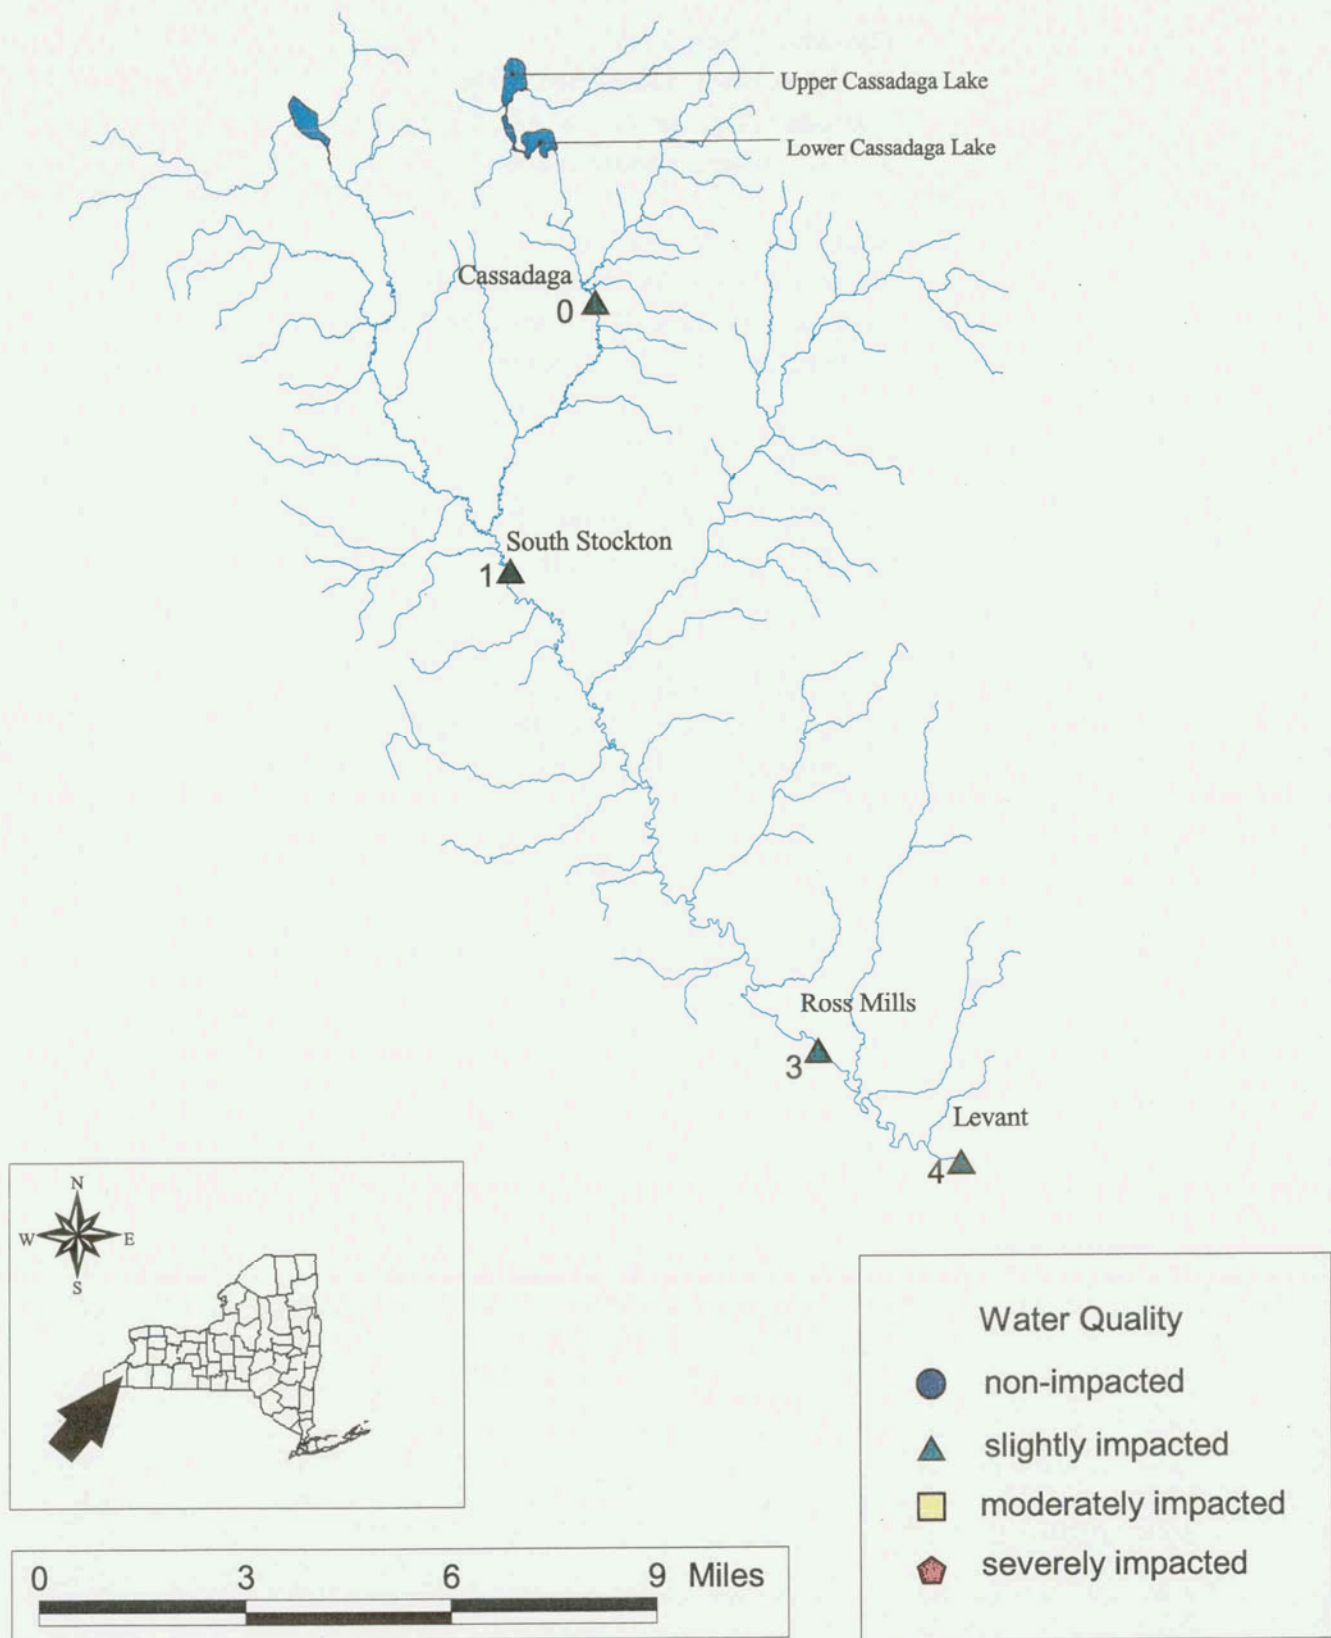 Upper Cassadaga Lake
Lower Cassadaga Lake
Cassadaga
0
South Stockton
1
Ross Mills
3
Levant
4
N
W E
S
Water Quality
non-impacted
slightly impacted
moderately impacted
severely impacted
0 3 6 9 Miles